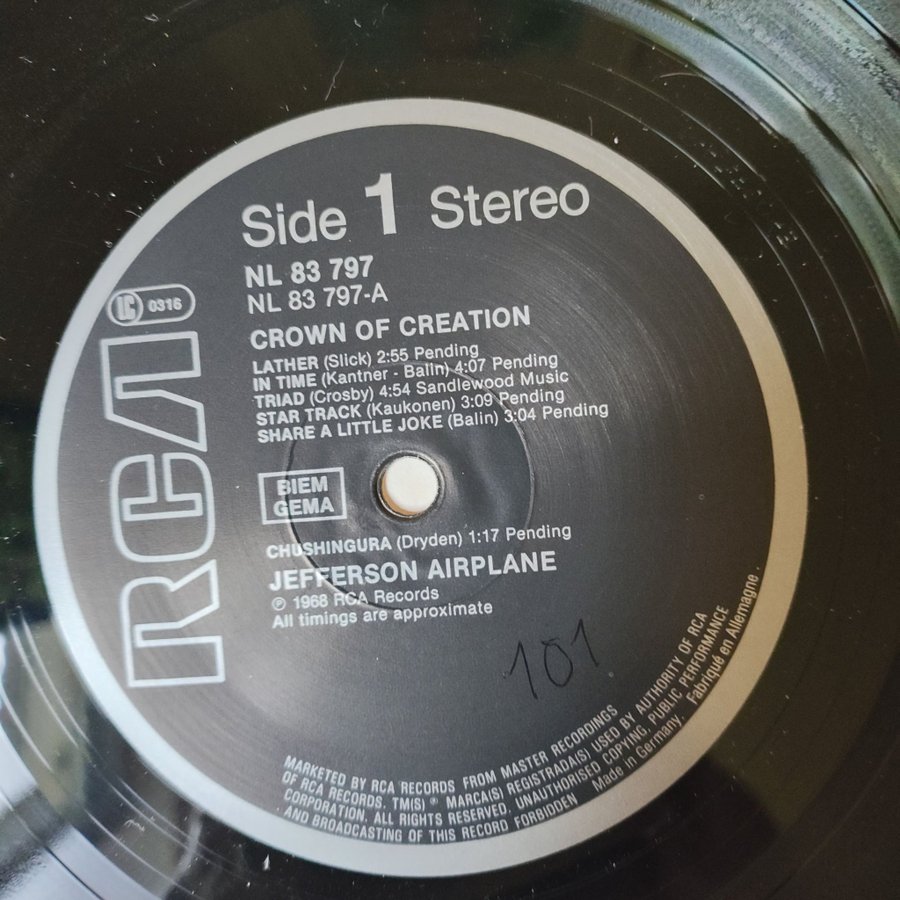 Side 1 Stereo
NL 83 797
NL 83 797-A
LC 0316
CROWN OF CREATION
LATHER (Slick) 2:55 Pending
IN TIME (Kantner - Balin) 4:07 Pending
TRIAD (Crosby) 4:54 Sandlewood Music
STAR TRACK (Kaukonen) 3:09 Pending
SHARE A LITTLE JOKE (Balin) 3:04 Pending
RCA
BIEM
GEMA
CHUSHINGURA (Dryden) 1:17 Pending
JEFFERSON AIRPLANE
℗ 1968 RCA Records
All timings are approximate
101
MARKETED BY RCA RECORDS FROM MASTER RECORDINGS
OF RCA RECORDS. TM(S) ® MARCA(S) REGISTRADA(S) USED BY AUTHORITY OF RCA
CORPORATION. ALL RIGHTS RESERVED. UNAUTHORISED COPYING, PUBLIC PERFORMANCE
AND BROADCASTING OF THIS RECORD FORBIDDEN Made in Germany. Fabriqué en Allemagne.